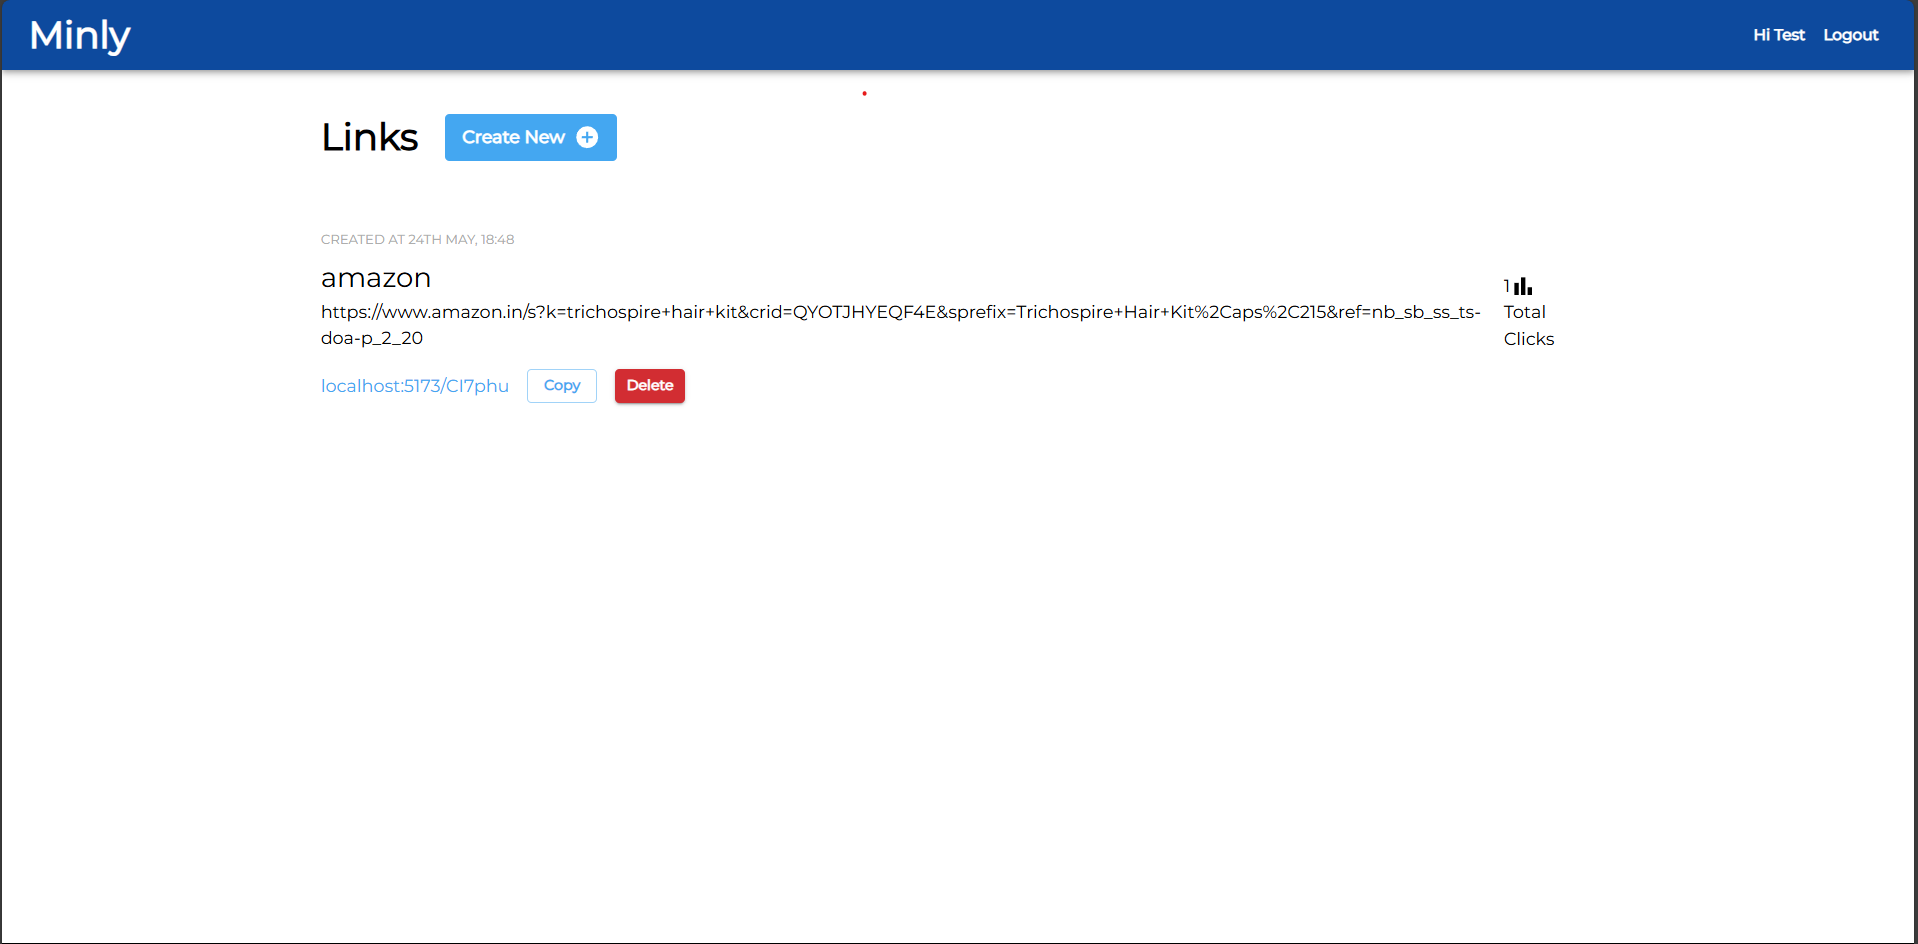 Minly
Hi Test Logout
Links Create New
CREATED AT 24TH MAY, 18:48
amazon
https://www.amazon.in/s?k=trichospire+hair+kit&crid=QYOTJHYEQF4E&sprefix=Trichospire+Hair+Kit%2Caps%2C215&ref=nb_sb_ss_ts-
doa-p_2_20
1
Total
Clicks
localhost:5173/CI7phu Copy Delete